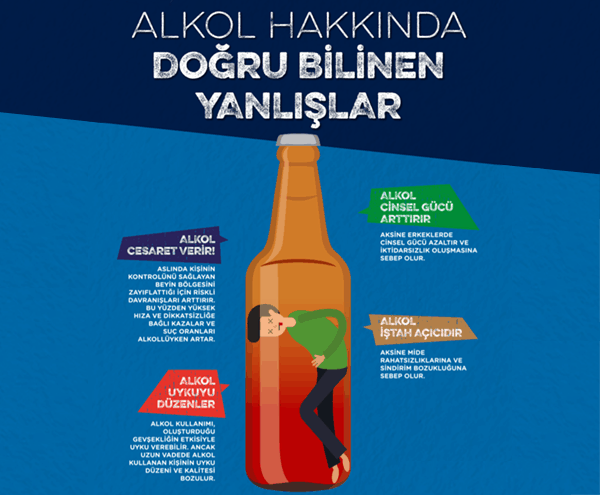 ALKOL HAKKINDA
DOĞRU BİLİNEN
YANLIŞLAR
ALKOL
CESARET VERİR!
ASLINDA KİŞİNİN
KONTROLÜNÜ SAĞLAYAN
BEYİN BÖLGESİNİ
ZAYIFLATTIĞI İÇİN RİSKLİ
DAVRANIŞLARI ARTTIRIR.
BU YÜZDEN YÜKSEK
HIZA VE DİKKATSİZLİĞE
BAĞLI KAZALAR VE
SUÇ ORANLARI
ALKOLLÜYKEN ARTAR.
ALKOL
UYKUYU
DÜZENLER
ALKOL KULLANIMI,
OLUŞTURDUĞU
GEVŞEKLİĞİN ETKİSİYLE
UYKU VEREBİLİR. ANCAK
UZUN VADEDE ALKOL
KULLANAN KİŞİNİN UYKU
DÜZENİ VE KALİTESİ
BOZULUR.
ALKOL
CİNSEL GÜCÜ
ARTTIRIR
AKSİNE ERKEKLERDE
CİNSEL GÜCÜ AZALTIR VE
İKTİDARSIZLIK OLUŞMASINA
SEBEP OLUR.
ALKOL
İŞTAH AÇICIDIR
AKSİNE MİDE
RAHATSIZLIKLARINA VE
SİNDİRİM BOZUKLUĞUNA
SEBEP OLUR.